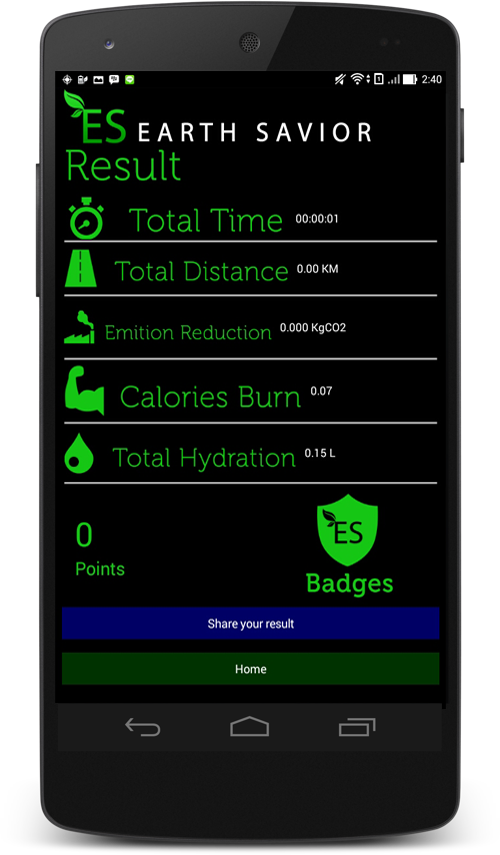 2:40
ES EARTH SAVIOR
Result
Total Time 00:00:01
Total Distance 0.00 KM
Emition Reduction 0.000 KgCO2
Calories Burn 0.07
Total Hydration 0.15 L
0
Points
ES
Badges
Share your result
Home